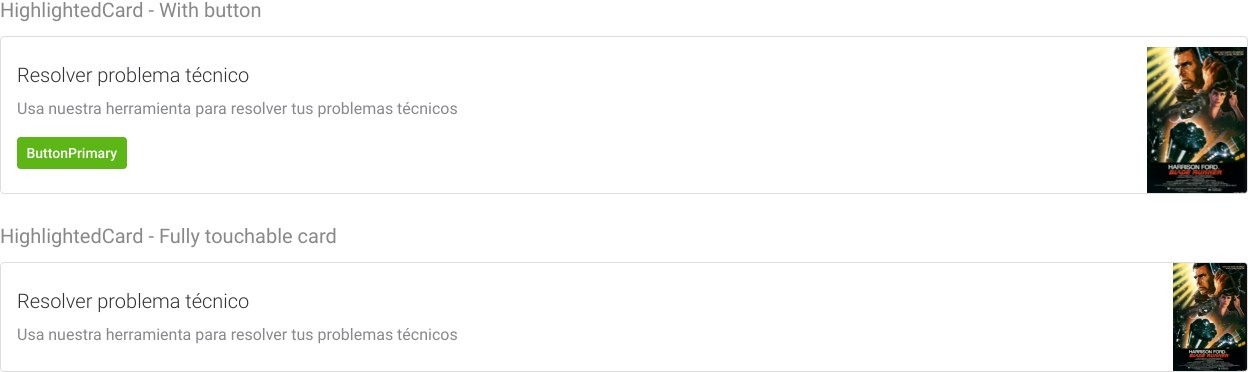 HighlightedCard - With button
Resolver problema técnico
Usa nuestra herramienta para resolver tus problemas técnicos
ButtonPrimary
HARRISON FORD
BLADE RUNNER
HighlightedCard - Fully touchable card
Resolver problema técnico
Usa nuestra herramienta para resolver tus problemas técnicos
HARRISON FORD
BLADE RUNNER